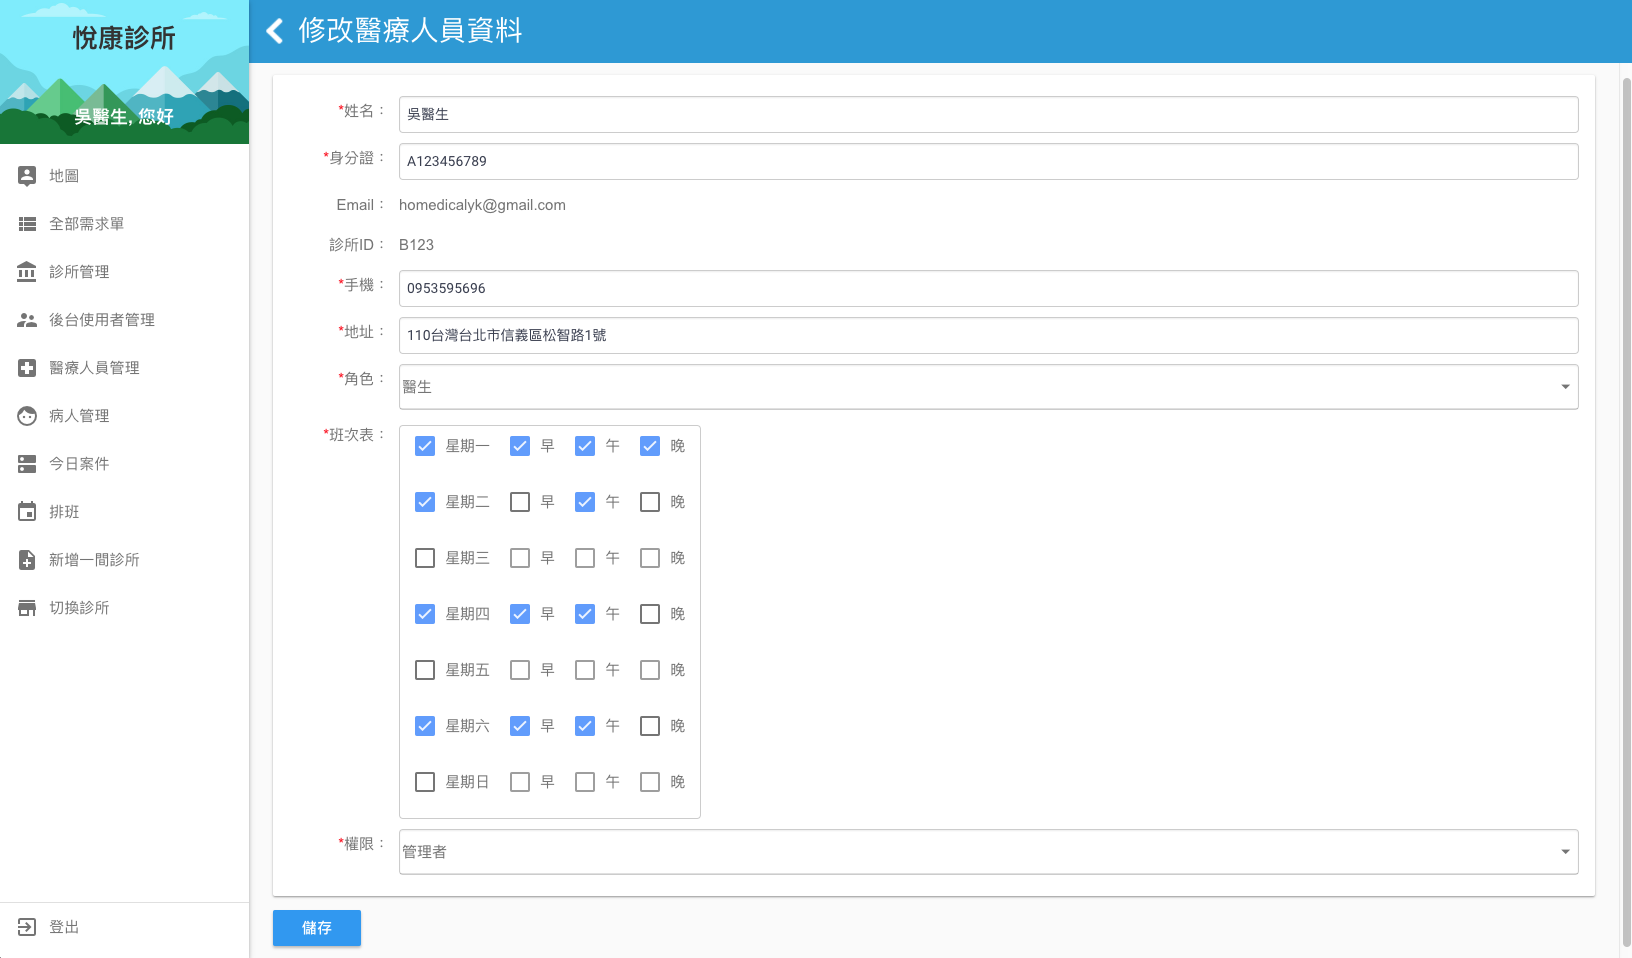 悅康診所
吳醫生, 您好
地圖
全部需求單
診所管理
後台使用者管理
醫療人員管理
病人管理
今日案件
排班
新增一間診所
切換診所
登出
修改醫療人員資料
*姓名： 吳醫生
*身分證： A123456789
Email： homedicalyk@gmail.com
診所ID： B123
*手機： 0953595696
*地址： 110台灣台北市信義區松智路1號
*角色： 醫生
*班次表： 星期一 早 午 晚
星期二 早 午 晚
星期三 早 午 晚
星期四 早 午 晚
星期五 早 午 晚
星期六 早 午 晚
星期日 早 午 晚
*權限： 管理者
儲存